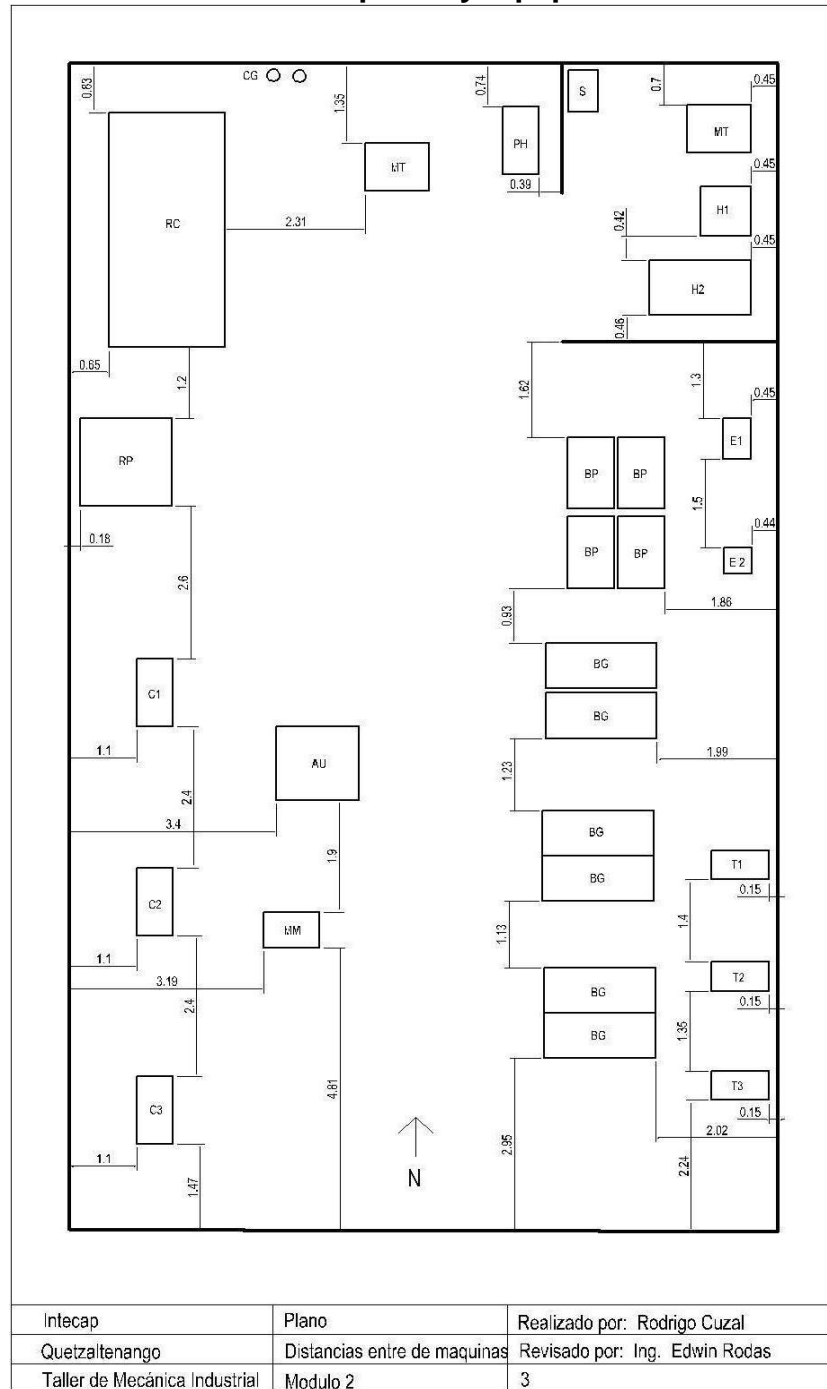 CG
S
0.83
1.35
0.74
0.7
0.45
PH
MT
MT
0.45
0.39
H1
RC
2.31
0.42
0.45
H2
0.46
0.65
1.2
1.62
1.3
0.45
E1
RP
BP
BP
1.5
0.18
0.44
BP
BP
E 2
2.6
0.93
1.86
BG
C1
BG
1.1
1.99
AU
2.4
1.23
3.4
BG
1.9
T1
BG
0.15
C2
1.4
MM
1.13
1.1
T2
3.19
BG
0.15
2.4
1.35
BG
T3
C3
4.81
0.15
2.02
2.95
1.1
N
1.47
2.24
Intecap
Plano
Realizado por: Rodrigo Cuzal
Quetzaltenango
Distancias entre de maquinas
Revisado por: Ing. Edwin Rodas
Taller de Mecánica Industrial
Modulo 2
3